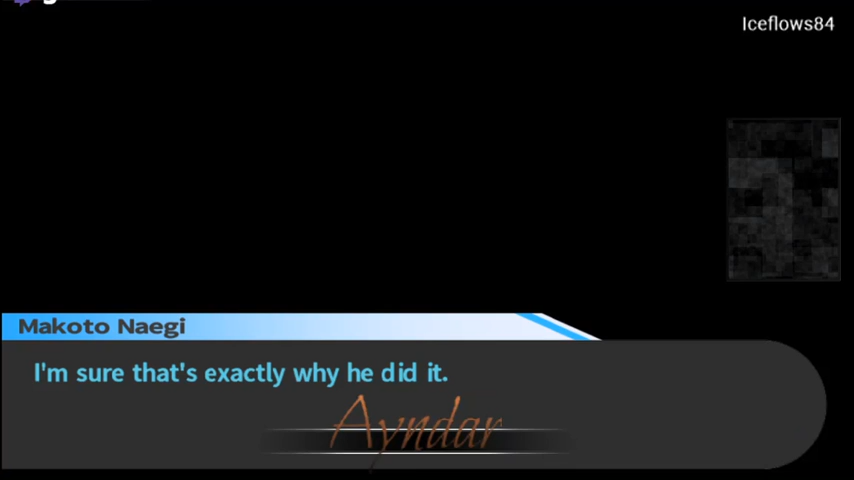 Iceflows84
Makoto Naegi
I'm sure that's exactly why he did it.
Ayndar